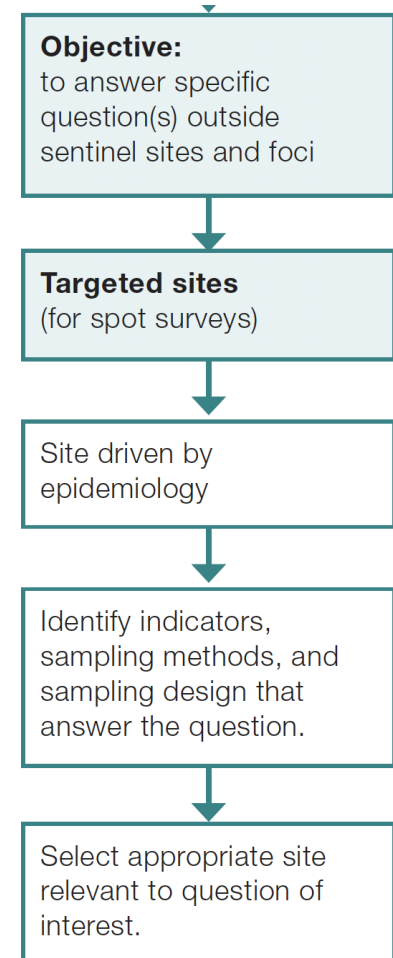 Objective:
to answer specific
question(s) outside
sentinel sites and foci
Targeted sites
(for spot surveys)
Site driven by
epidemiology
Identify indicators,
sampling methods, and
sampling design that
answer the question.
Select appropriate site
relevant to question of
interest.